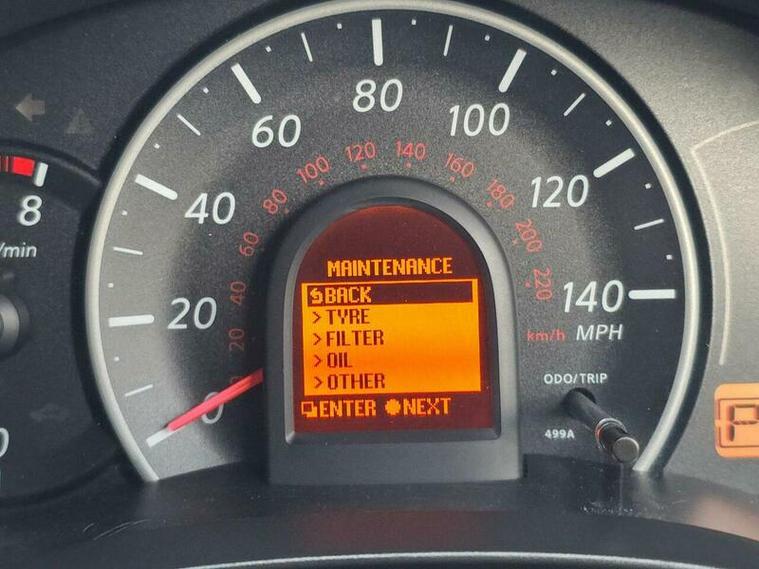 80
60
100
120
140
100
160
8
80
180
120
40
/min
60
200
20
40
220
140
20
km/h MPH
0
MAINTENANCE
BACK
>TYRE
>FILTER
>OIL
>OTHER
ENTER NEXT
ODO/TRIP
499A
P
0